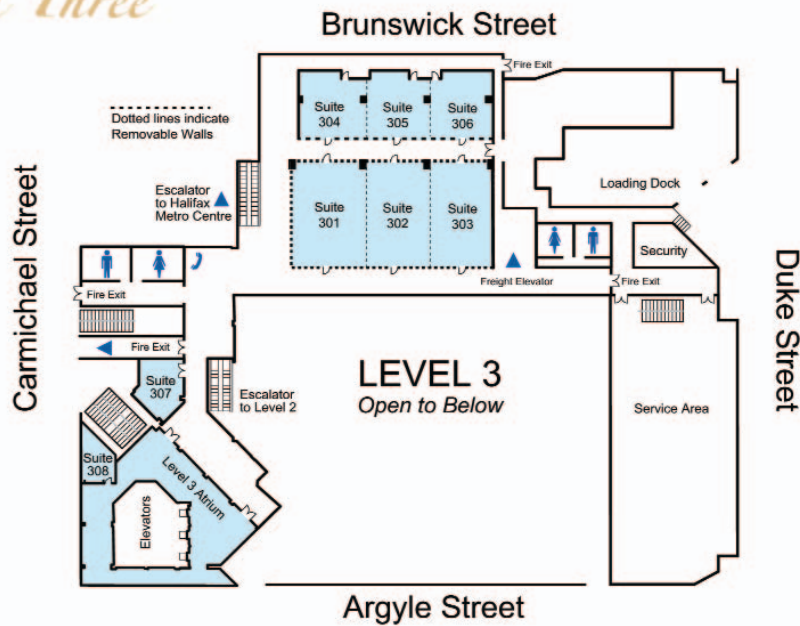 Three
Brunswick Street
Fire Exit
Suite
304
Suite
305
Suite
306
Dotted lines indicate
Removable Walls
Loading Dock
Escalator
to Halifax
Metro Centre
Suite
301
Suite
302
Suite
303
Carmichael Street
Security
Duke Street
Freight Elevator
Fire Exit
Fire Exit
Fire Exit
Suite
307
Escalator
to Level 2
LEVEL 3
Open to Below
Service Area
Suite
308
Level 3 Atrium
Elevators
Argyle Street